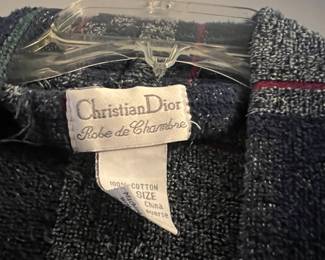 Christian Dior
Robe de Chambre
100% COTTON
SIZE
China